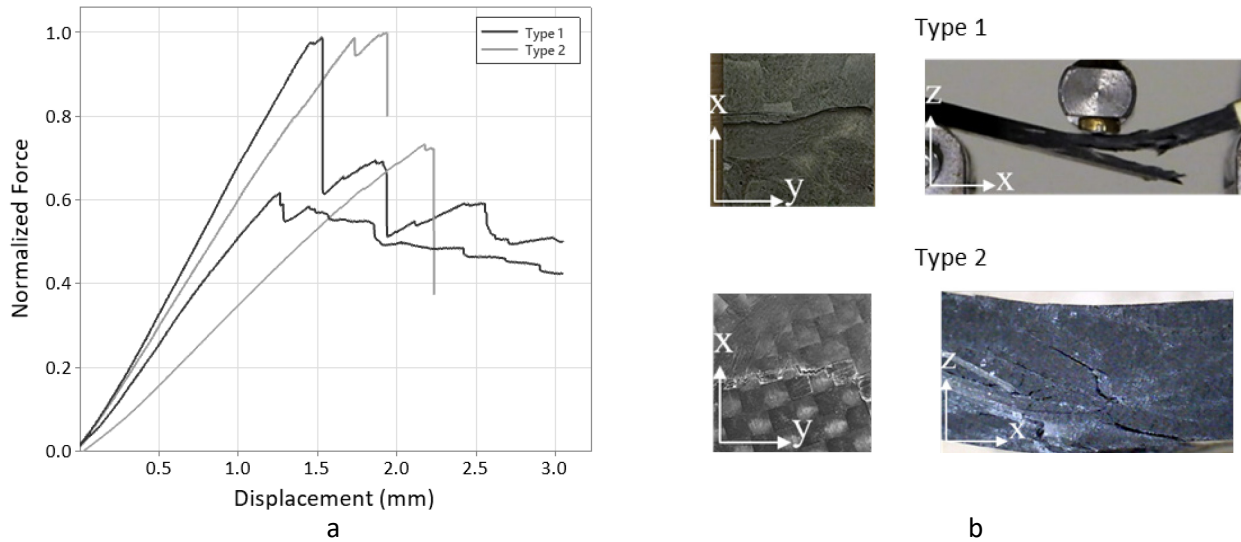 1.0
0.8
0.6
0.4
0.2
0.0
0.5
1.0
1.5
2.0
2.5
3.0
Normalized Force
Displacement (mm)
Type 1
Type 2
a
Type 1
x
y
z
x
Type 2
x
y
z
x
b